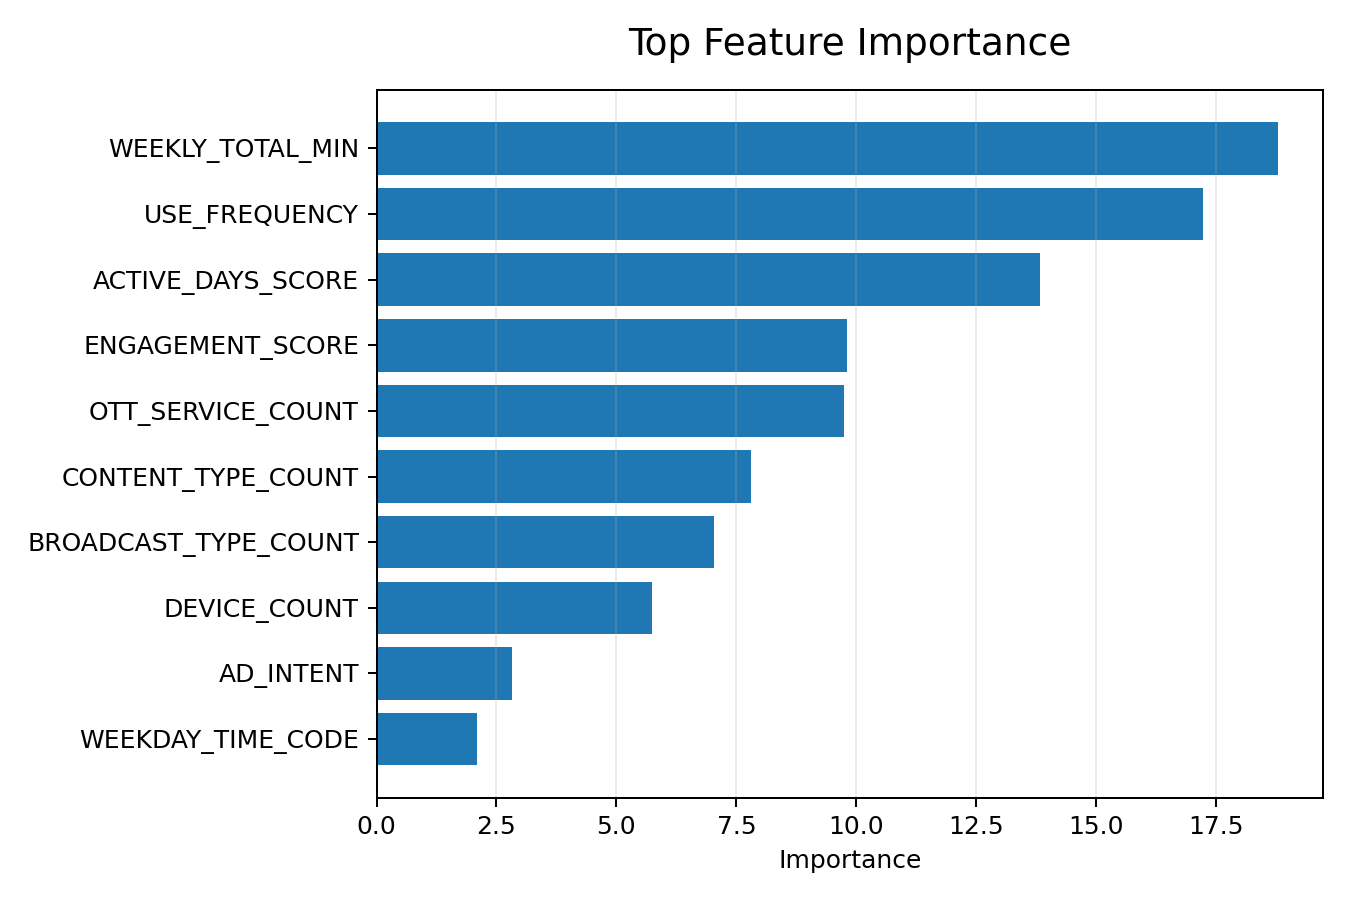 Top Feature Importance
WEEKLY_TOTAL_MIN
USE_FREQUENCY
ACTIVE_DAYS_SCORE
ENGAGEMENT_SCORE
OTT_SERVICE_COUNT
CONTENT_TYPE_COUNT
BROADCAST_TYPE_COUNT
DEVICE_COUNT
AD_INTENT
WEEKDAY_TIME_CODE
0.0 2.5 5.0 7.5 10.0 12.5 15.0 17.5
Importance